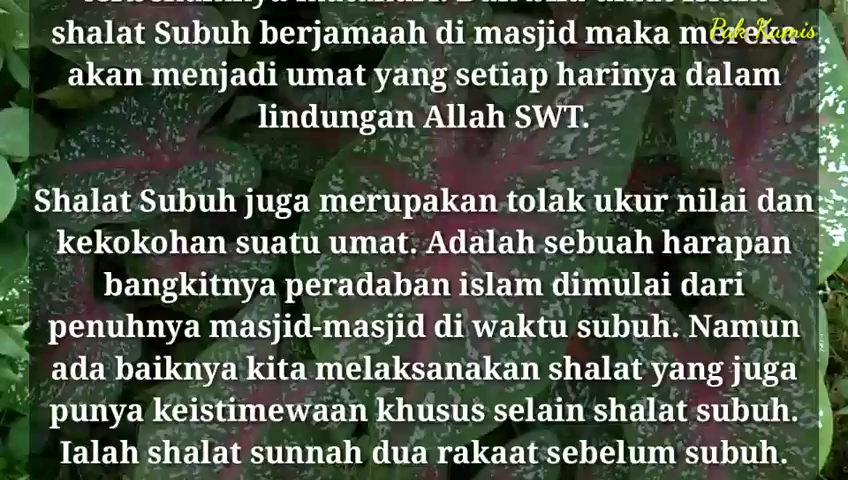 shalat Subuh berjamaah di masjid maka mereka
Pak Kumis
akan menjadi umat yang setiap harinya dalam
lindungan Allah SWT.
Shalat Subuh juga merupakan tolak ukur nilai dan
kekokohan suatu umat. Adalah sebuah harapan
bangkitnya peradaban islam dimulai dari
penuhnya masjid-masjid di waktu subuh. Namun
ada baiknya kita melaksanakan shalat yang juga
punya keistimewaan khusus selain shalat subuh.
Ialah shalat sunnah dua rakaat sebelum subuh.